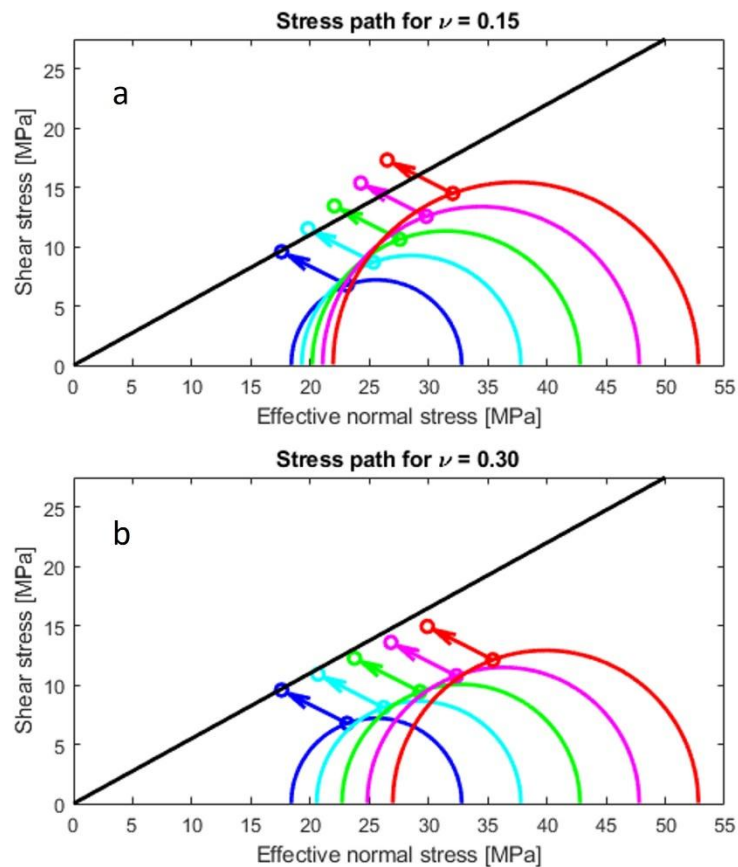 Stress path for ν = 0.15
a
Shear stress [MPa]
25
20
15
10
5
0
0 5 10 15 20 25 30 35 40 45 50 55
Effective normal stress [MPa]
Stress path for ν = 0.30
b
Shear stress [MPa]
25
20
15
10
5
0
0 5 10 15 20 25 30 35 40 45 50 55
Effective normal stress [MPa]